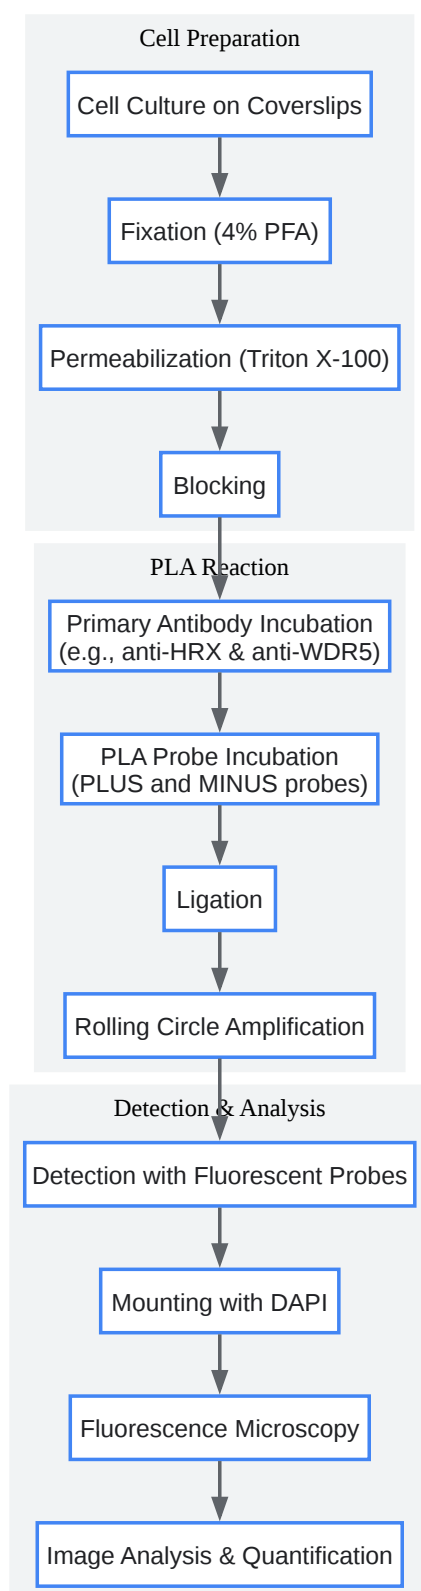 Cell Preparation
Cell Culture on Coverslips
Fixation (4% PFA)
Permeabilization (Triton X-100)
Blocking
PLA Reaction
Primary Antibody Incubation
(e.g., anti-HRX & anti-WDR5)
PLA Probe Incubation
(PLUS and MINUS probes)
Ligation
Rolling Circle Amplification
Detection & Analysis
Detection with Fluorescent Probes
Mounting with DAPI
Fluorescence Microscopy
Image Analysis & Quantification